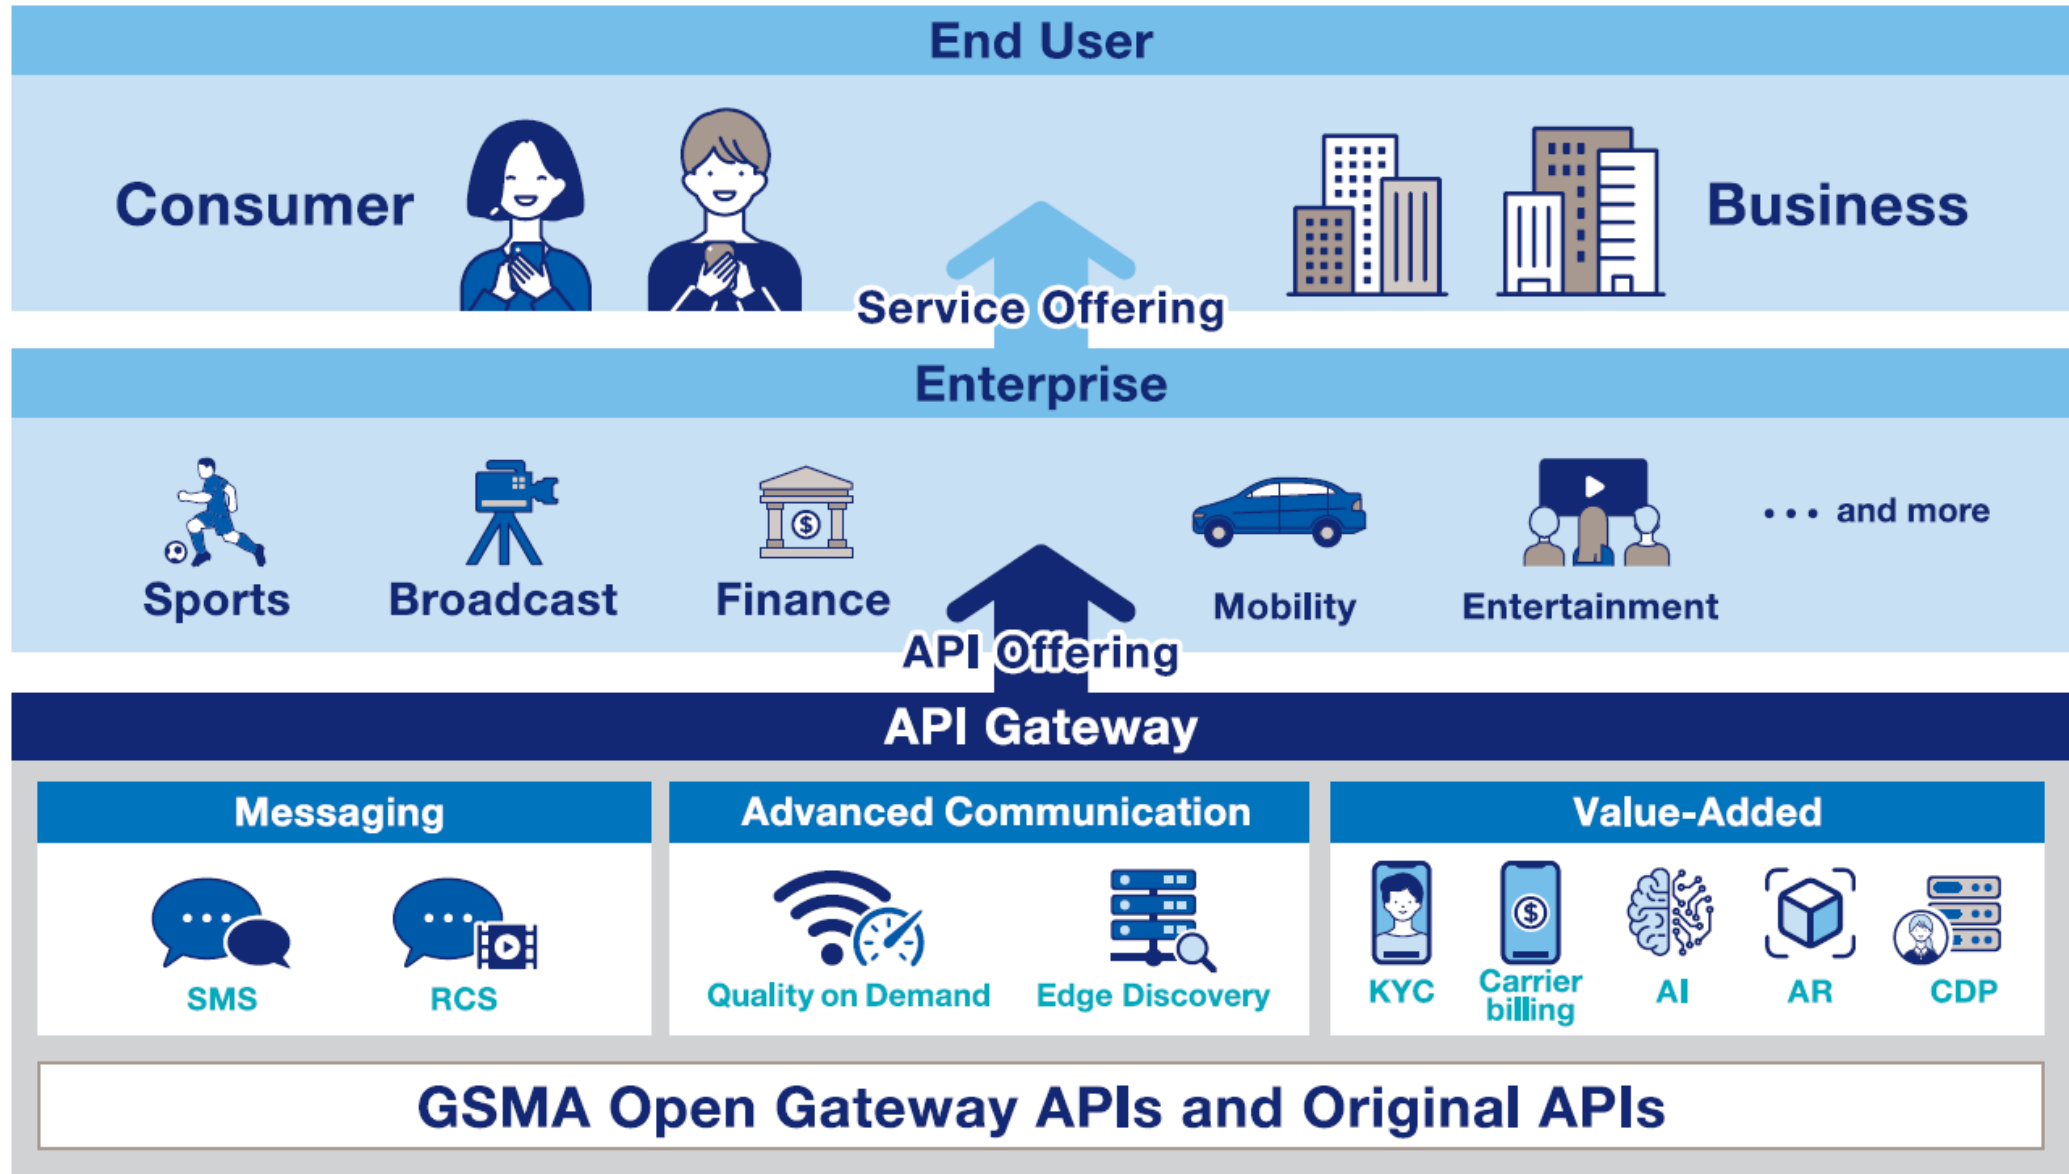 End User
Consumer
Business
Service Offering
Enterprise
Sports
Broadcast
Finance
Mobility
Entertainment
••• and more
API Offering
API Gateway
Messaging
SMS
RCS
Advanced Communication
Quality on Demand
Edge Discovery
Value-Added
KYC
Carrier
billing
AI
AR
CDP
GSMA Open Gateway APIs and Original APIs